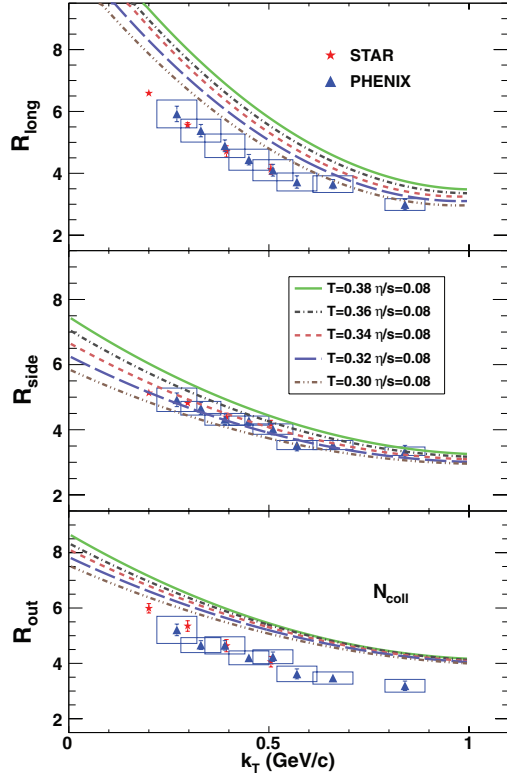 8
6
4
2
R_long
STAR
PHENIX
8
6
4
2
R_side
T=0.38 η/s=0.08
T=0.36 η/s=0.08
T=0.34 η/s=0.08
T=0.32 η/s=0.08
T=0.30 η/s=0.08
8
6
4
2
R_out
N_coll
0 0.5 1
k_T (GeV/c)